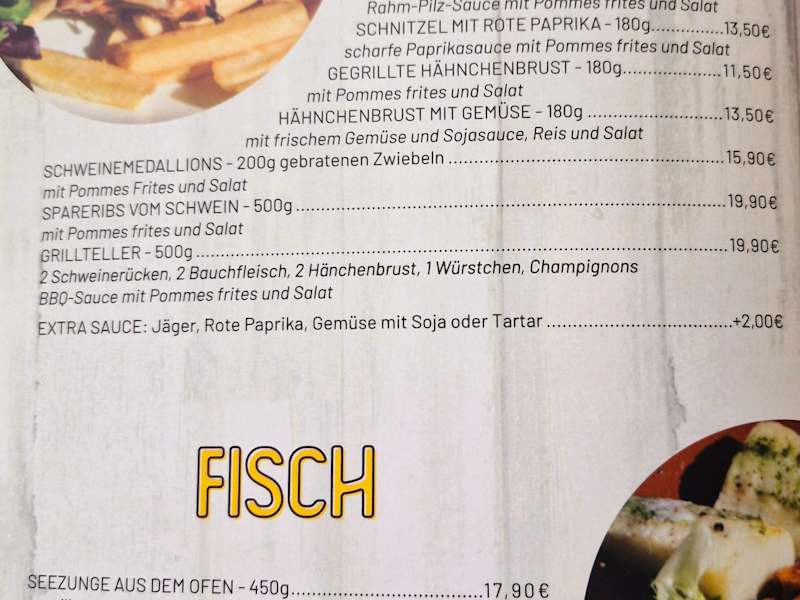 Rahm-Pilz-Sauce mit Pommes frites und Salat
SCHNITZEL MIT ROTE PAPRIKA - 180g..............13,50€
scharfe Paprikasauce mit Pommes frites und Salat
GEGRILLTE HÄHNCHENBRUST - 180g...................11,50€
mit Pommes frites und Salat
HÄHNCHENBRUST MIT GEMÜSE - 180g ..........................13,50€
mit frischem Gemüse und Sojasauce, Reis und Salat
SCHWEINEMEDALLIONS - 200g gebratenen Zwiebeln ......................................................15,90€
mit Pommes Frites und Salat
SPARERIBS VOM SCHWEIN - 500g....................................................................................19,90€
mit Pommes frites und Salat
GRILLTELLER - 500g.........................................................................................................19,90€
2 Schweinerücken, 2 Bauchfleisch, 2 Hänchenbrust, 1 Würstchen, Champignons
BBQ-Sauce mit Pommes frites und Salat
EXTRA SAUCE: Jäger, Rote Paprika, Gemüse mit Soja oder Tartar ....................................+2,00€
FISCH
SEEZUNGE AUS DEM OFEN - 450g.....................................17,90€